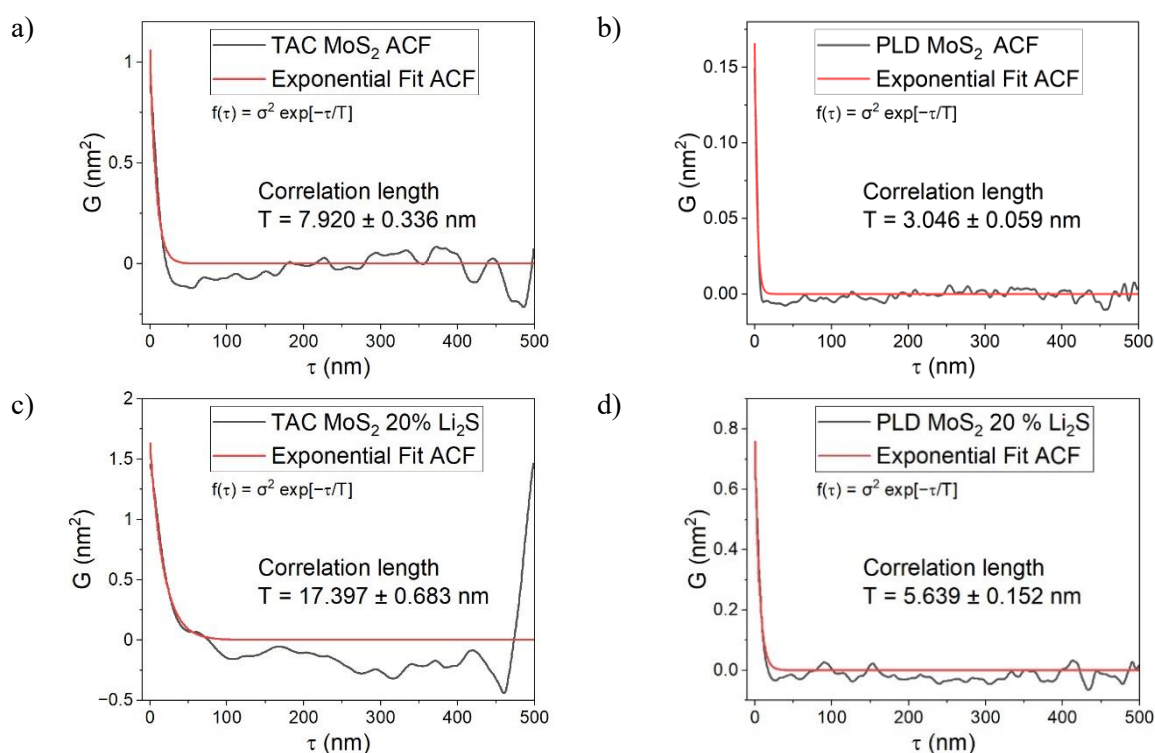 a)
TAC MoS₂ ACF
Exponential Fit ACF
f(τ) = σ² exp[−τ/T]
Correlation length
T = 7.920 ± 0.336 nm
G (nm²)
1
0.5
0
0 100 200 300 400 500
τ (nm)
b)
PLD MoS₂ ACF
Exponential Fit ACF
f(τ) = σ² exp[−τ/T]
Correlation length
T = 3.046 ± 0.059 nm
G (nm²)
0.15
0.10
0.05
0.00
0 100 200 300 400 500
τ (nm)
c)
TAC MoS₂ 20% Li₂S
Exponential Fit ACF
f(τ) = σ² exp[−τ/T]
Correlation length
T = 17.397 ± 0.683 nm
G (nm²)
2
1.5
1
0.5
0
−0.5
0 100 200 300 400 500
τ (nm)
d)
PLD MoS₂ 20 % Li₂S
Exponential Fit ACF
f(τ) = σ² exp[−τ/T]
Correlation length
T = 5.639 ± 0.152 nm
G (nm²)
0.8
0.6
0.4
0.2
0.0
0 100 200 300 400 500
τ (nm)